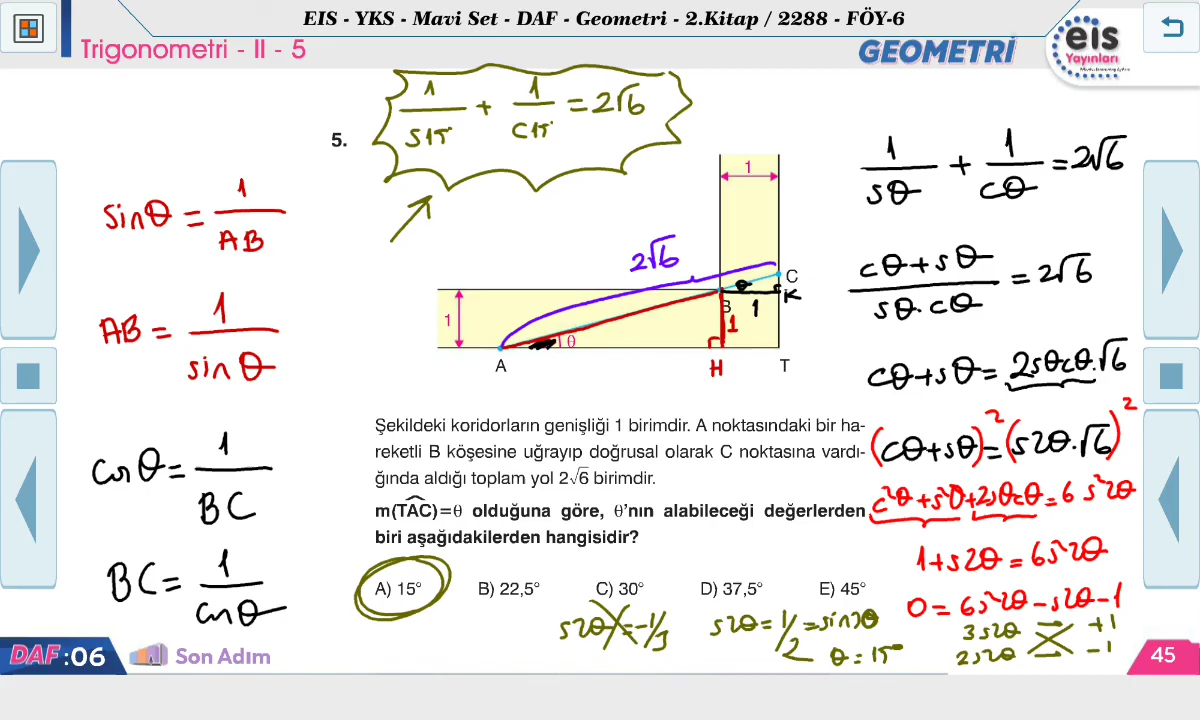 EIS - YKS - Mavi Set - DAF - Geometri - 2.Kitap / 2288 - FÖY-6
Trigonometri - II - 5
GEOMETRİ
eis
Yayınları
5.
1/s15 + 1/c15 = 2√6
sinθ = 1/AB
AB = 1/sinθ
cosθ = 1/BC
BC = 1/cosθ
1
1
2√6
θ
C
K
B
1
1
θ
A
H
T
Şekildeki koridorların genişliği 1 birimdir. A noktasındaki bir ha-
reketli B köşesine uğrayıp doğrusal olarak C noktasına vardı-
ğında aldığı toplam yol 2√6 birimdir.
m(TAC)=θ olduğuna göre, θ'nın alabileceği değerlerden
biri aşağıdakilerden hangisidir?
A) 15° B) 22,5° C) 30° D) 37,5° E) 45°
1/sθ + 1/cθ = 2√6
cθ+sθ/sθ.cθ = 2√6
cθ+sθ = 2sθcθ.√6
(cθ+sθ)² = (s2θ.√6)²
c²θ+s²θ+2sθcθ = 6s²2θ
1+s2θ = 6s²2θ
0 = 6s²2θ-s2θ-1
3s2θ +1
2s2θ -1
s2θ = -1/3
s2θ = 1/2 = sin2θ
θ = 15°
DAF :06
Son Adım
45